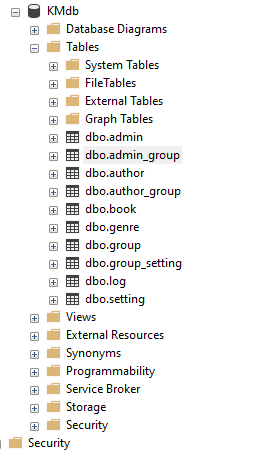 KMdb
Database Diagrams
Tables
System Tables
FileTables
External Tables
Graph Tables
dbo.admin
dbo.admin_group
dbo.author
dbo.author_group
dbo.book
dbo.genre
dbo.group
dbo.group_setting
dbo.log
dbo.setting
Views
External Resources
Synonyms
Programmability
Service Broker
Storage
Security
Security